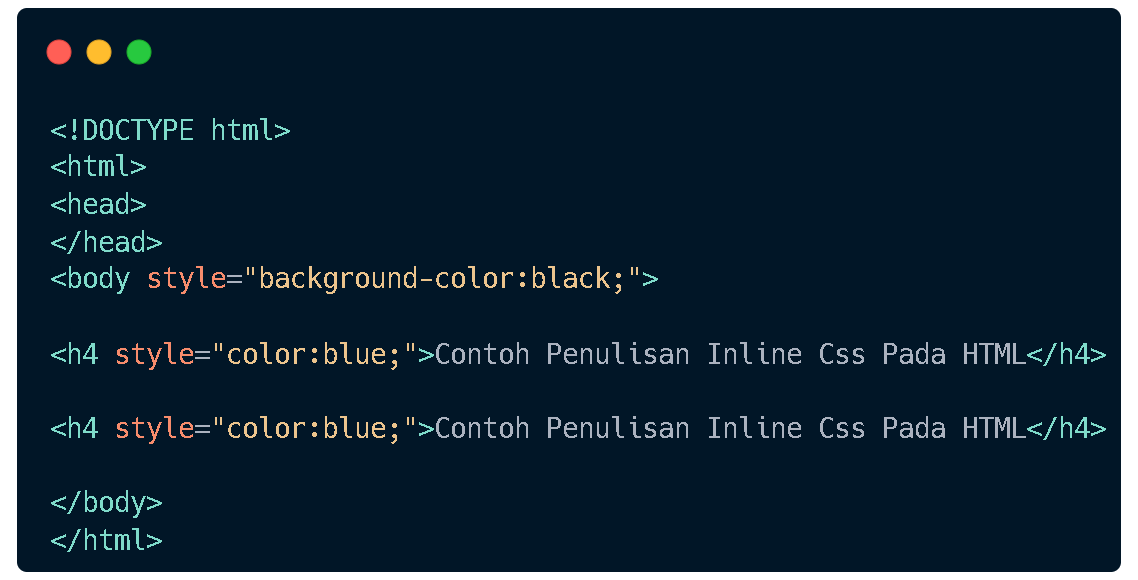 <!DOCTYPE html>
<html>
<head>
</head>
<body style="background-color:black;">
<h4 style="color:blue;">Contoh Penulisan Inline Css Pada HTML</h4>
<h4 style="color:blue;">Contoh Penulisan Inline Css Pada HTML</h4>
</body>
</html>